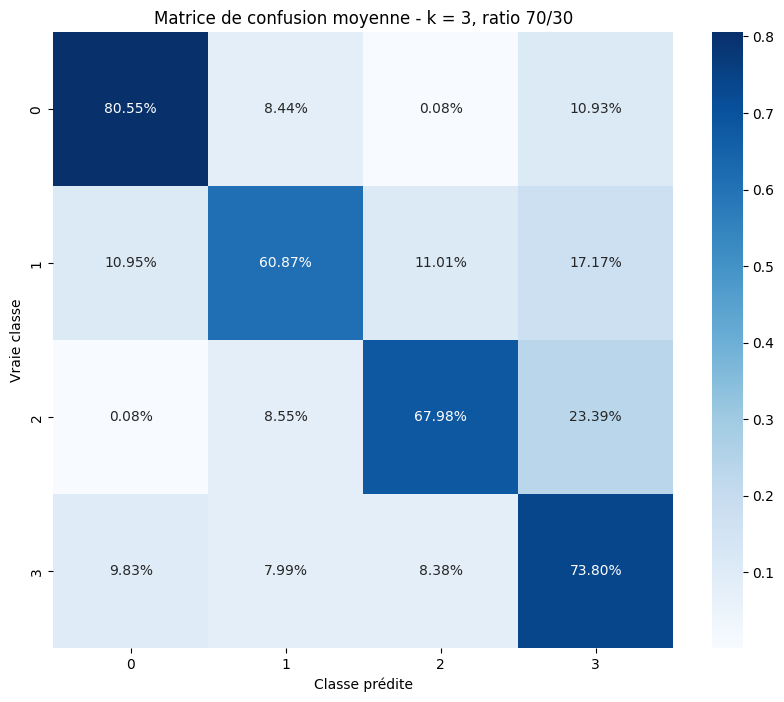 Matrice de confusion moyenne - k = 3, ratio 70/30
0 80.55% 8.44% 0.08% 10.93%
1 10.95% 60.87% 11.01% 17.17%
2 0.08% 8.55% 67.98% 23.39%
3 9.83% 7.99% 8.38% 73.80%
0 1 2 3
Classe prédite
Vraie classe
0.8
0.7
0.6
0.5
0.4
0.3
0.2
0.1